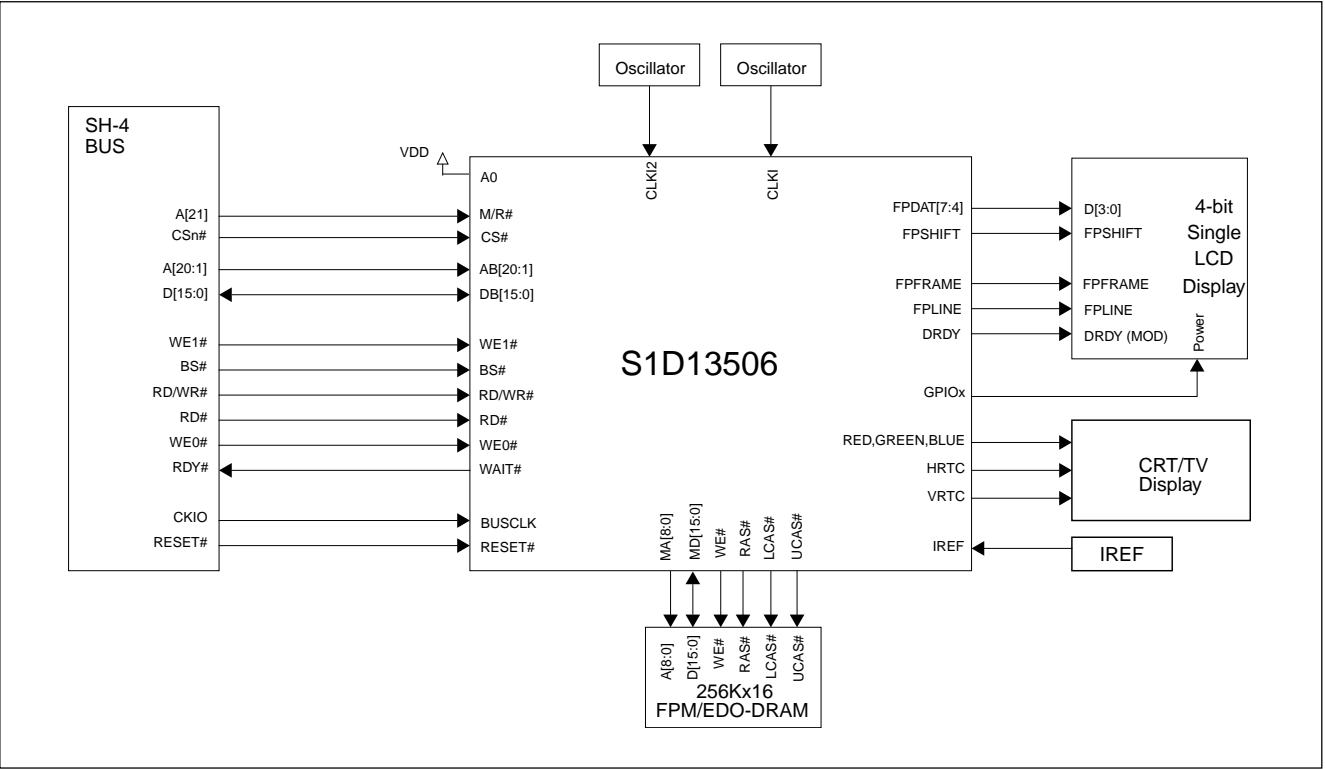 Oscillator
Oscillator
SH-4
BUS
VDD
A0
CLKI2
CLKI
A[21]
M/R#
CSn#
CS#
A[20:1]
AB[20:1]
D[15:0]
DB[15:0]
WE1#
WE1#
BS#
BS#
RD/WR#
RD/WR#
RD#
RD#
WE0#
WE0#
RDY#
WAIT#
CKIO
BUSCLK
RESET#
RESET#
S1D13506
FPDAT[7:4]
D[3:0]
FPSHIFT
FPSHIFT
FPFRAME
FPFRAME
FPLINE
FPLINE
DRDY
DRDY (MOD)
4-bit
Single
LCD
Display
Power
GPIOx
RED,GREEN,BLUE
HRTC
VRTC
CRT/TV
Display
IREF
IREF
MA[8:0]
MD[15:0]
WE#
RAS#
LCAS#
UCAS#
A[8:0]
D[15:0]
WE#
RAS#
LCAS#
UCAS#
256Kx16
FPM/EDO-DRAM